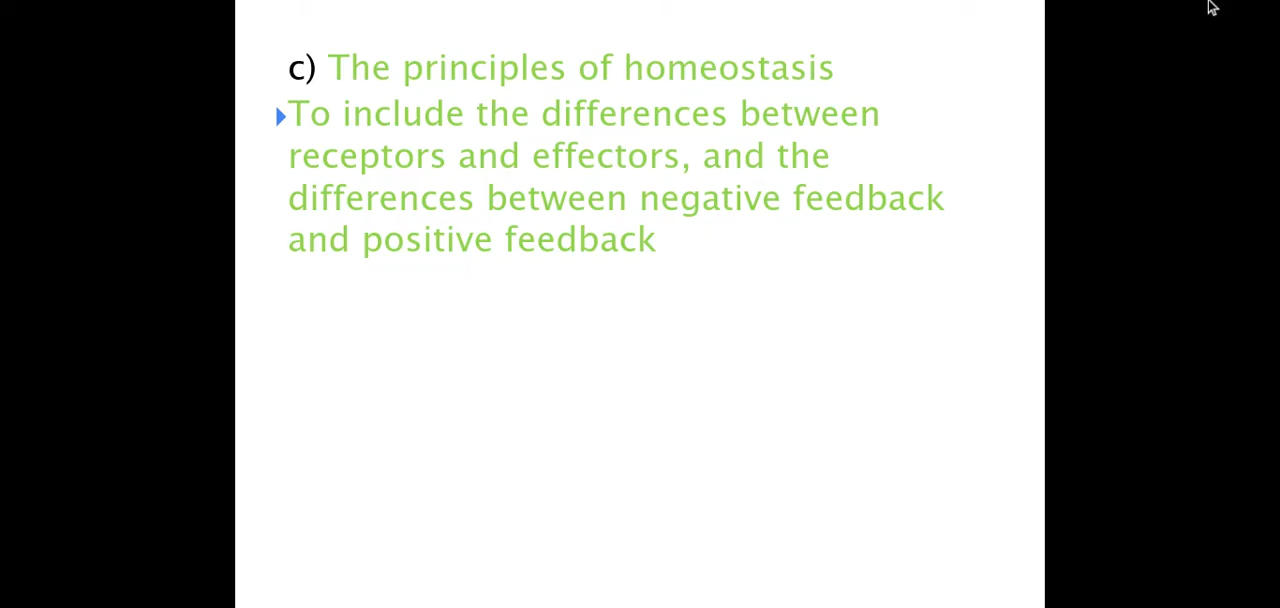 c) The principles of homeostasis
To include the differences between
receptors and effectors, and the
differences between negative feedback
and positive feedback